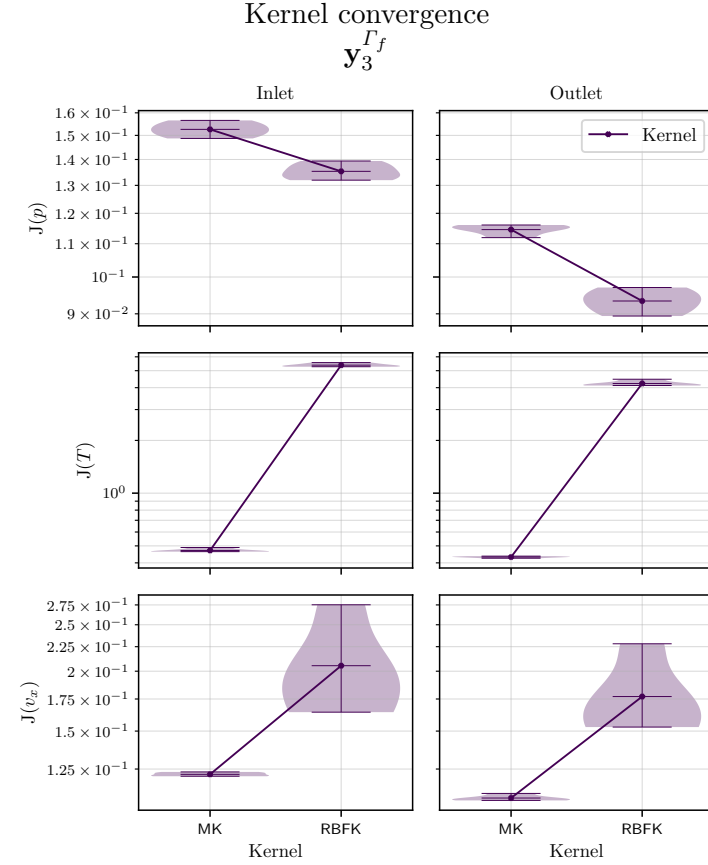 Kernel convergence
y₃^Γf
Inlet
Outlet
J(p)
1.6 × 10⁻¹
1.5 × 10⁻¹
1.4 × 10⁻¹
1.3 × 10⁻¹
1.2 × 10⁻¹
1.1 × 10⁻¹
10⁻¹
9 × 10⁻²
Kernel
J(T)
10⁰
J(vₓ)
2.75 × 10⁻¹
2.5 × 10⁻¹
2.25 × 10⁻¹
2 × 10⁻¹
1.75 × 10⁻¹
1.5 × 10⁻¹
1.25 × 10⁻¹
MK RBFK MK RBFK
Kernel Kernel